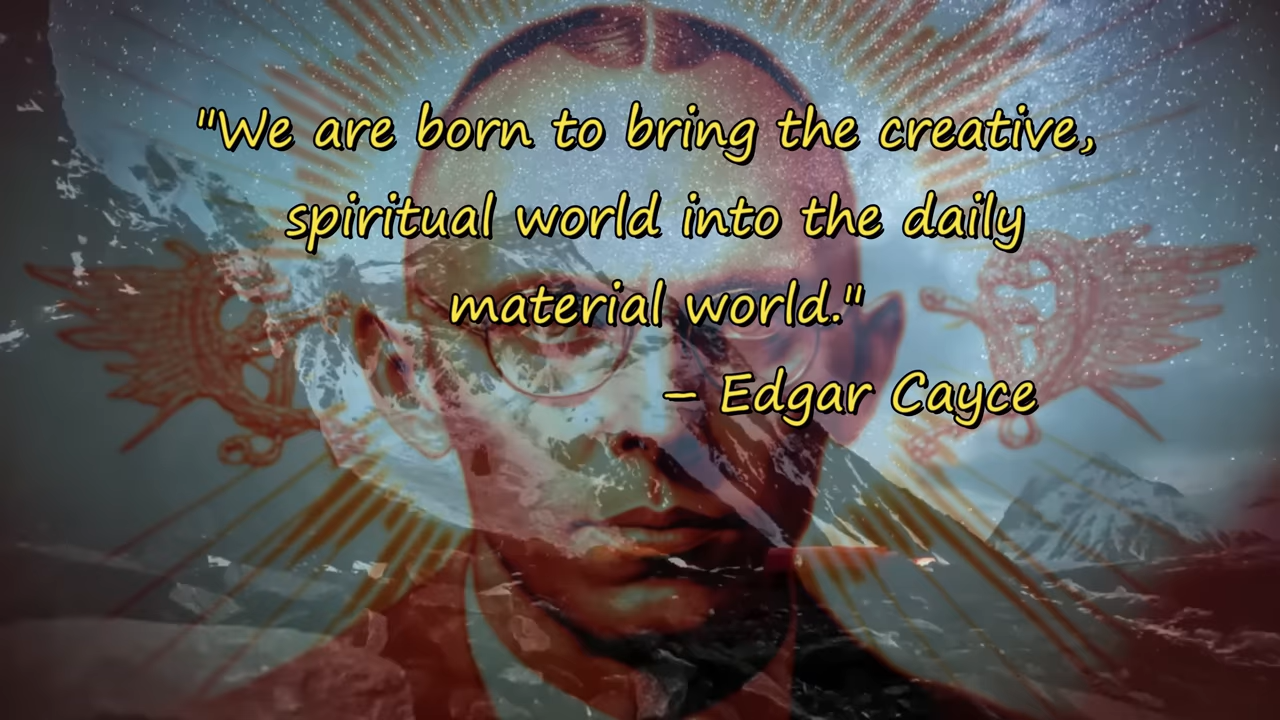 "We are born to bring the creative,
spiritual world into the daily
material world."
– Edgar Cayce